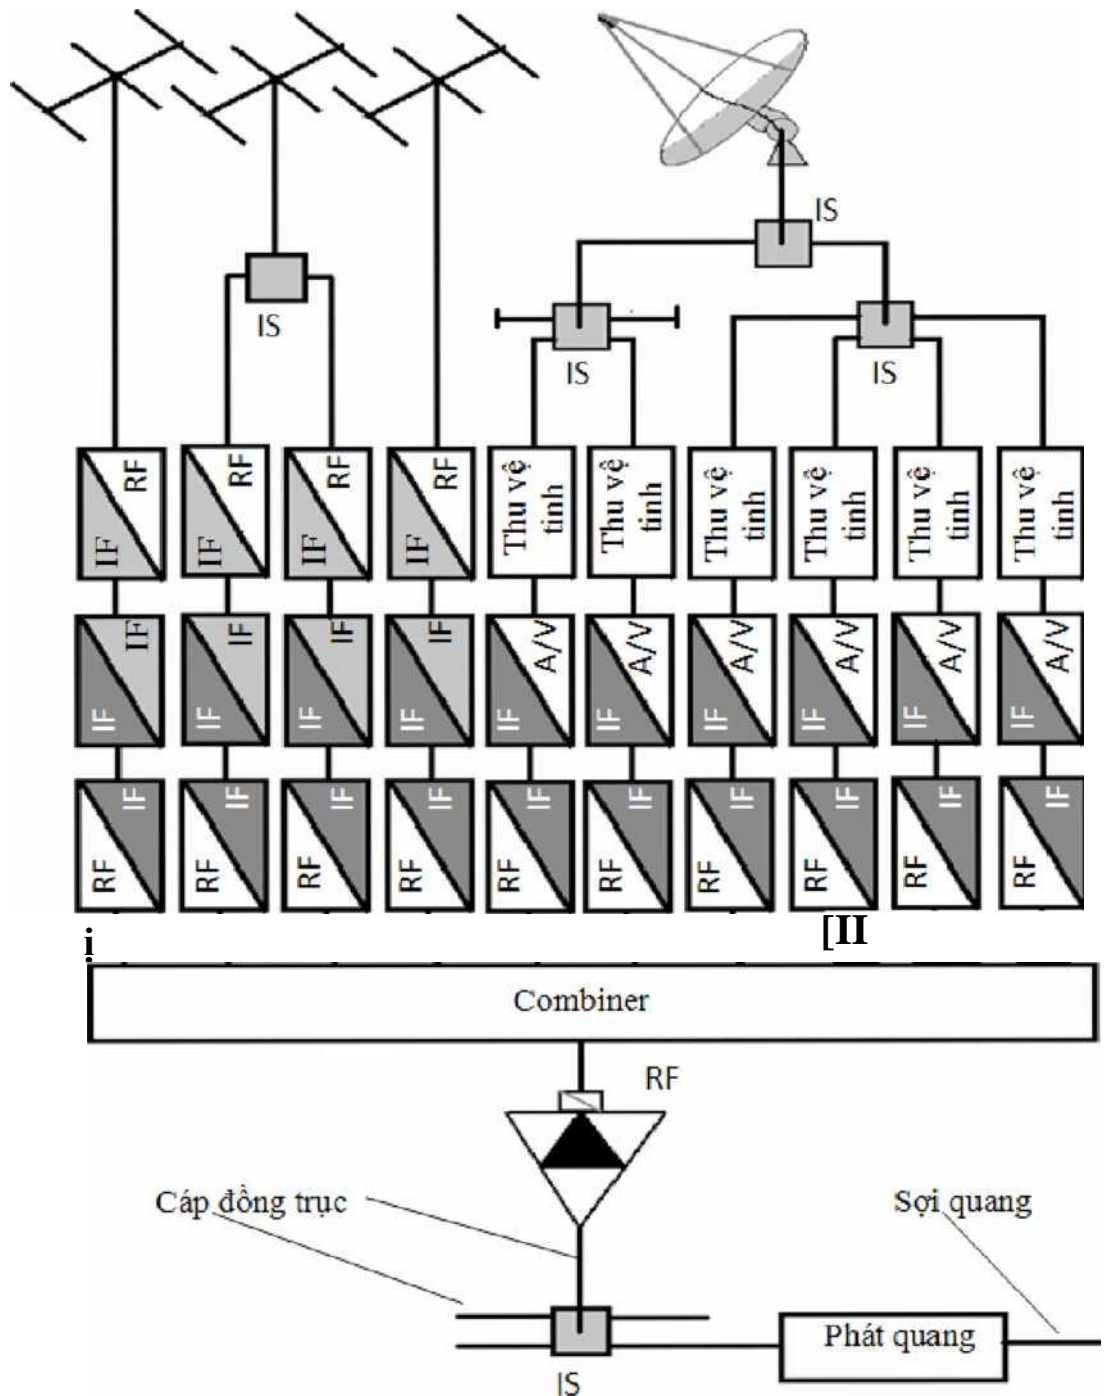 IS
IS
IS
IS
RF
IF
RF
IF
RF
IF
RF
IF
Thu vệ
tinh
Thu vệ
tinh
Thu vệ
tinh
Thu vệ
tinh
Thu vệ
tinh
Thu vệ
tinh
IF
IF
IF
IF
IF
IF
IF
IF
A/V
IF
A/V
IF
A/V
IF
A/V
IF
A/V
IF
A/V
IF
IF
RF
IF
RF
IF
RF
IF
RF
IF
RF
IF
RF
IF
RF
IF
RF
IF
RF
IF
RF
ị
[II
Combiner
RF
Cáp đồng trục
Sợi quang
Phát quang
IS